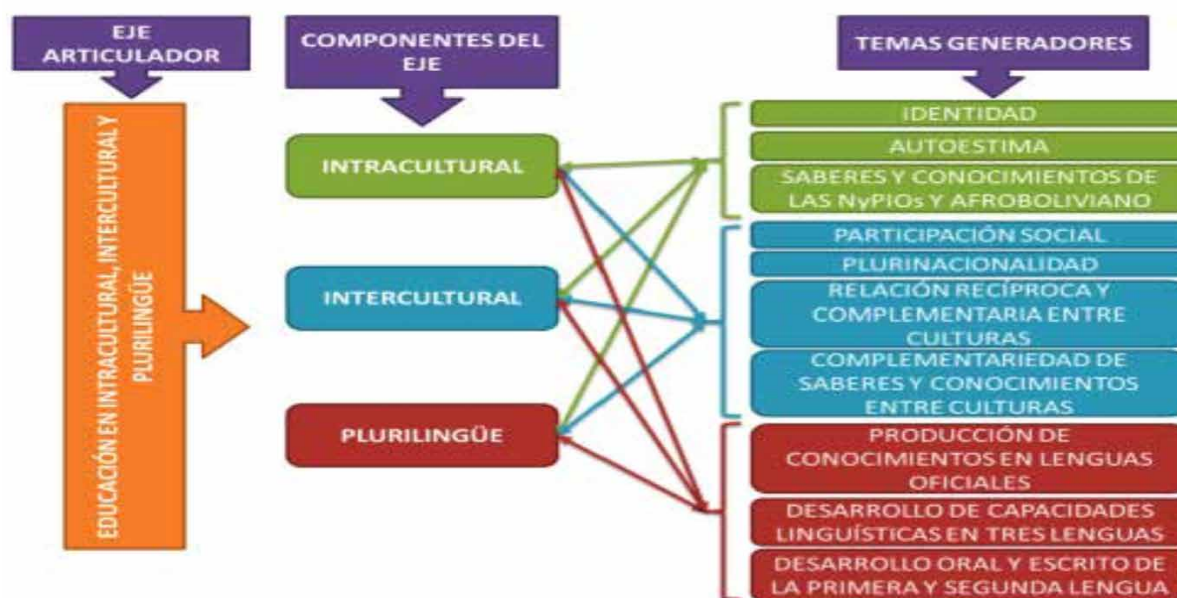 EJE
ARTICULADOR
COMPONENTES DEL
EJE
TEMAS GENERADORES
EDUCACIÓN EN INTRACULTURAL, INTERCULTURAL Y
PLURILINGÜE
INTRACULTURAL
INTERCULTURAL
PLURILINGÜE
IDENTIDAD
AUTOESTIMA
SABERES Y CONOCIMIENTOS DE
LAS NyPIOs Y AFROBOLIVIANO
PARTICIPACIÓN SOCIAL
PLURINACIONALIDAD
RELACIÓN RECÍPROCA Y
COMPLEMENTARIA ENTRE
CULTURAS
COMPLEMENTARIEDAD DE
SABERES Y CONOCIMIENTOS
ENTRE CULTURAS
PRODUCCIÓN DE
CONOCIMIENTOS EN LENGUAS
OFICIALES
DESARROLLO DE CAPACIDADES
LINGUÍSTICAS EN TRES LENGUAS
DESARROLLO ORAL Y ESCRITO DE
LA PRIMERA Y SEGUNDA LENGUA